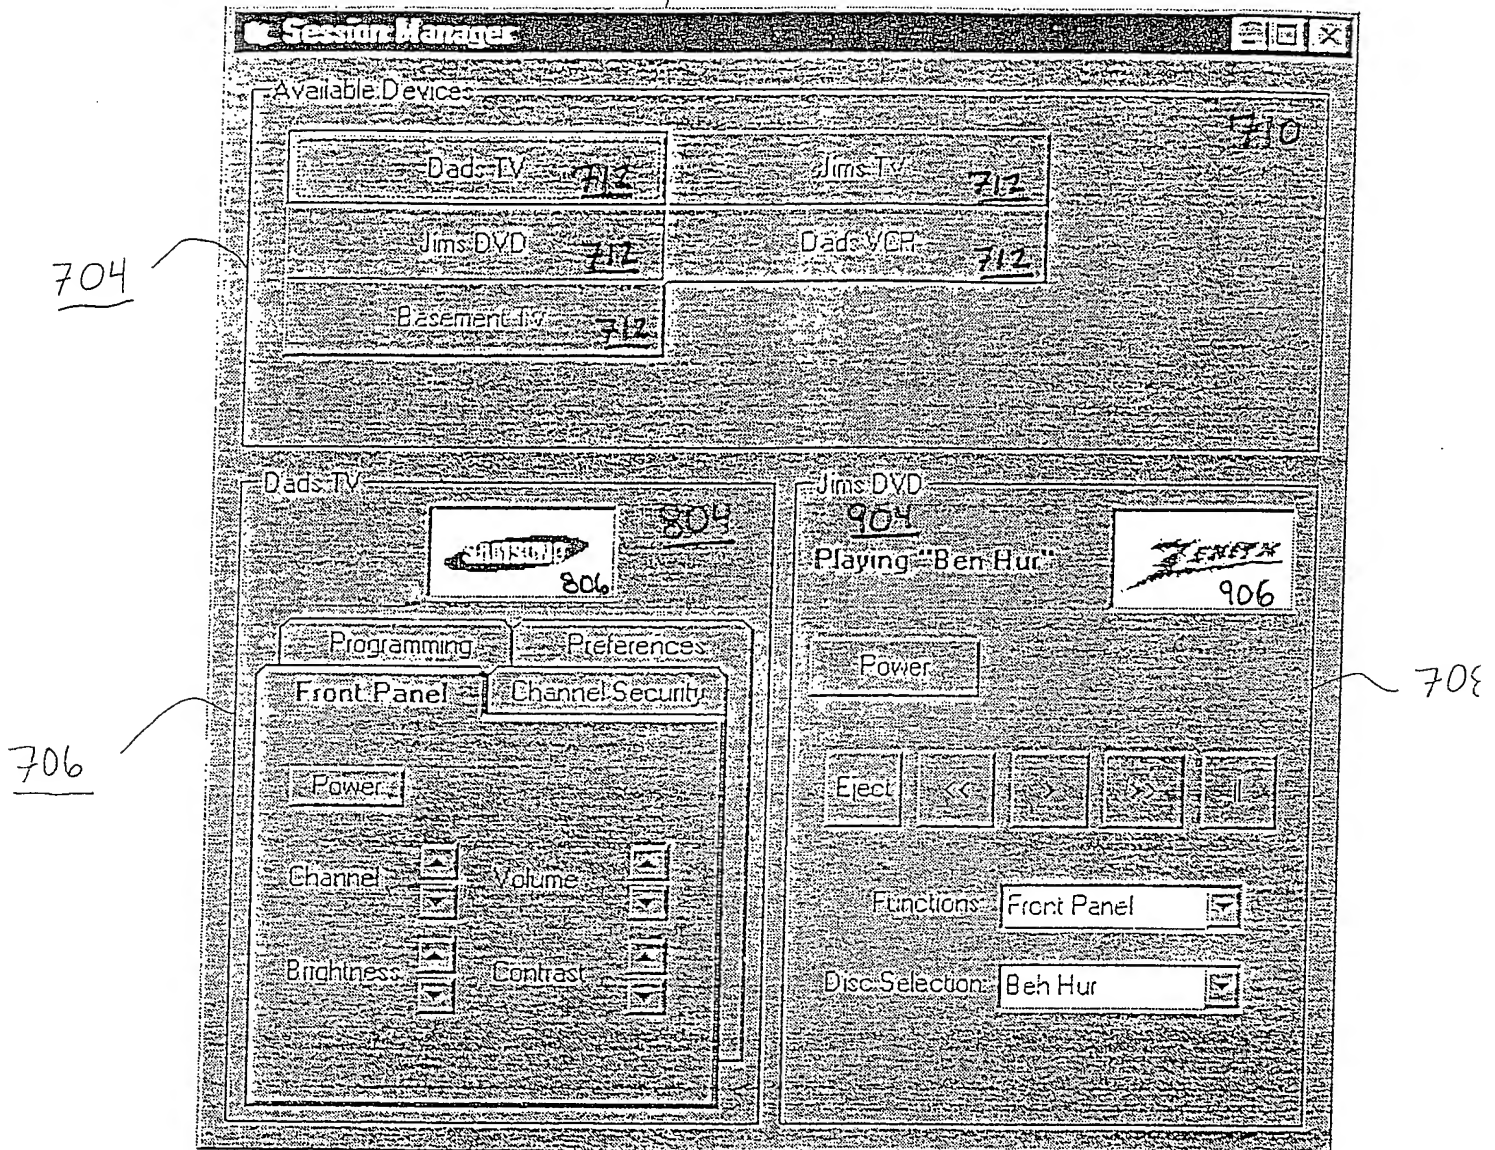 Session Manager
Available Devices
710
Dads TV 712
Jims TV 712
Jims DVD 712
Dads VCR 712
704
Basement TV 712
Dads TV
804
SAMSUNG
806
Jims DVD
904
Playing "Ben Hur"
ZENITH
906
Programming
Preferences
Front Panel
Channel Security
706
Power
Channel
Volume
Brightness
Contrast
Power
Eject
<<
>
>>
||
Functions: Front Panel
Disc Selection: Beh Hur